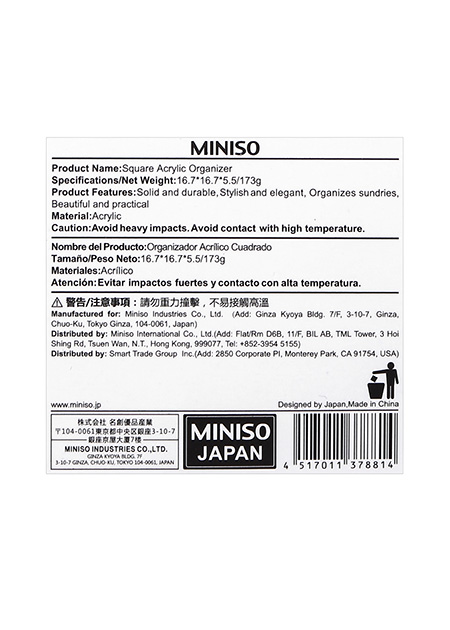 MINISO
Product Name:Square Acrylic Organizer
Specifications/Net Weight:16.7*16.7*5.5/173g
Product Features:Solid and durable,Stylish and elegant, Organizes sundries,
Beautiful and practical
Material:Acrylic
Caution:Avoid heavy impacts. Avoid contact with high temperature.
Nombre del Producto:Organizador Acrílico Cuadrado
Tamaño/Peso Neto:16.7*16.7*5.5/173g
Materiales:Acrílico
Atención:Evitar impactos fuertes y contacto con alta temperatura.
警告/注意事項：請勿重力撞擊，不易接觸高溫
Manufactured for: Miniso Industries Co., Ltd. (Add: Ginza Kyoya Bldg. 7/F, 3-10-7, Ginza,
Chuo-Ku, Tokyo Ginza, 104-0061, Japan)
Distributed by: Miniso International Co., Ltd.(Add: Flat/Rm D6B, 11/F, BIL AB, TML Tower, 3 Hoi
Shing Rd, Tsuen Wan, N.T., Hong Kong, 999077, Tel: +852-3954 5155)
Distributed by: Smart Trade Group Inc.(Add: 2850 Corporate Pl, Monterey Park, CA 91754, USA)
www.miniso.jp
Designed by Japan,Made in China
株式会社 名創優品産業
〒104-0061東京都中央区銀座3-10-7
銀座京屋大厦7楼
MINISO INDUSTRIES CO.,LTD.
GINZA KYOYA BLDG. 7F
3-10-7 GINZA, CHUO-KU, TOKYO 104-0061, JAPAN
MINISO
JAPAN
4 517011 378814